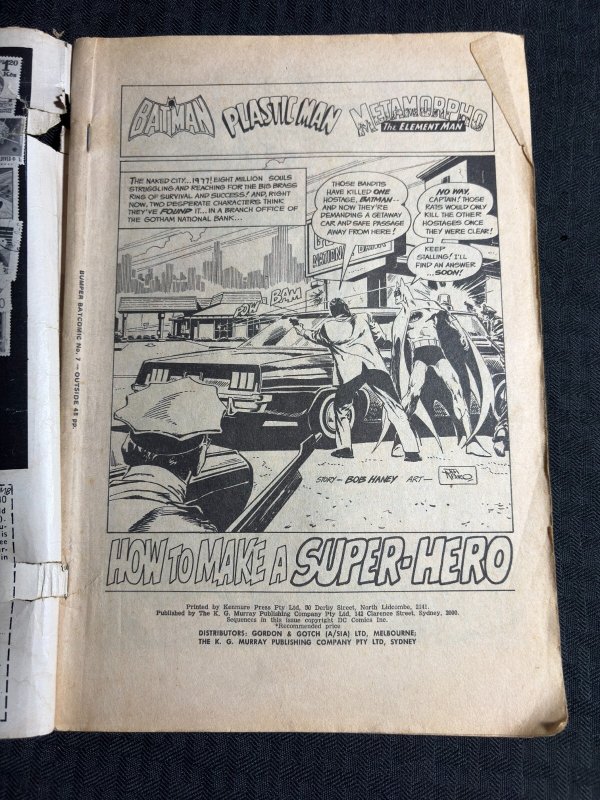 BATMAN PLASTIC MAN METAMORPHO
The ELEMENT MAN
THE NAKED CITY... 1977! EIGHT MILLION SOULS
STRUGGLING AND REACHING FOR THE BIG BRASS
RING OF SURVIVAL AND SUCCESS! AND, RIGHT
NOW, TWO DESPERATE CHARACTERS THINK
THEY'VE FOUND IT... IN A BRANCH OFFICE OF
THE GOTHAM NATIONAL BANK...
THOSE BANDITS
HAVE KILLED ONE
HOSTAGE, BATMAN--
AND NOW THEY'RE
DEMANDING A GETAWAY
CAR AND SAFE PASSAGE
AWAY FROM HERE!
NO WAY,
CAPTAIN! THOSE
RATS WOULD ONLY
KILL THE OTHER
HOSTAGES ONCE
THEY WERE CLEAR!
KEEP
STALLING! I'LL
FIND AN ANSWER
...SOON!
POW BAM
STORY - BOB HANEY ART -
HOW TO MAKE A SUPER-HERO
Printed by Kenmure Press Pty Ltd, 30 Derby Street, North Lidcombe, 2141.
Published by The K. G. Murray Publishing Company Pty Ltd, 142 Clarence Street, Sydney, 2000.
Sequences in this issue copyright DC Comics Inc.
*Recommended price
DISTRIBUTORS: GORDON & GOTCH (A/SIA) LTD, MELBOURNE;
THE K. G. MURRAY PUBLISHING COMPANY PTY LTD, SYDNEY
BUMPER BATCOMIC No. 7 — OUTSIDE 48 pp.